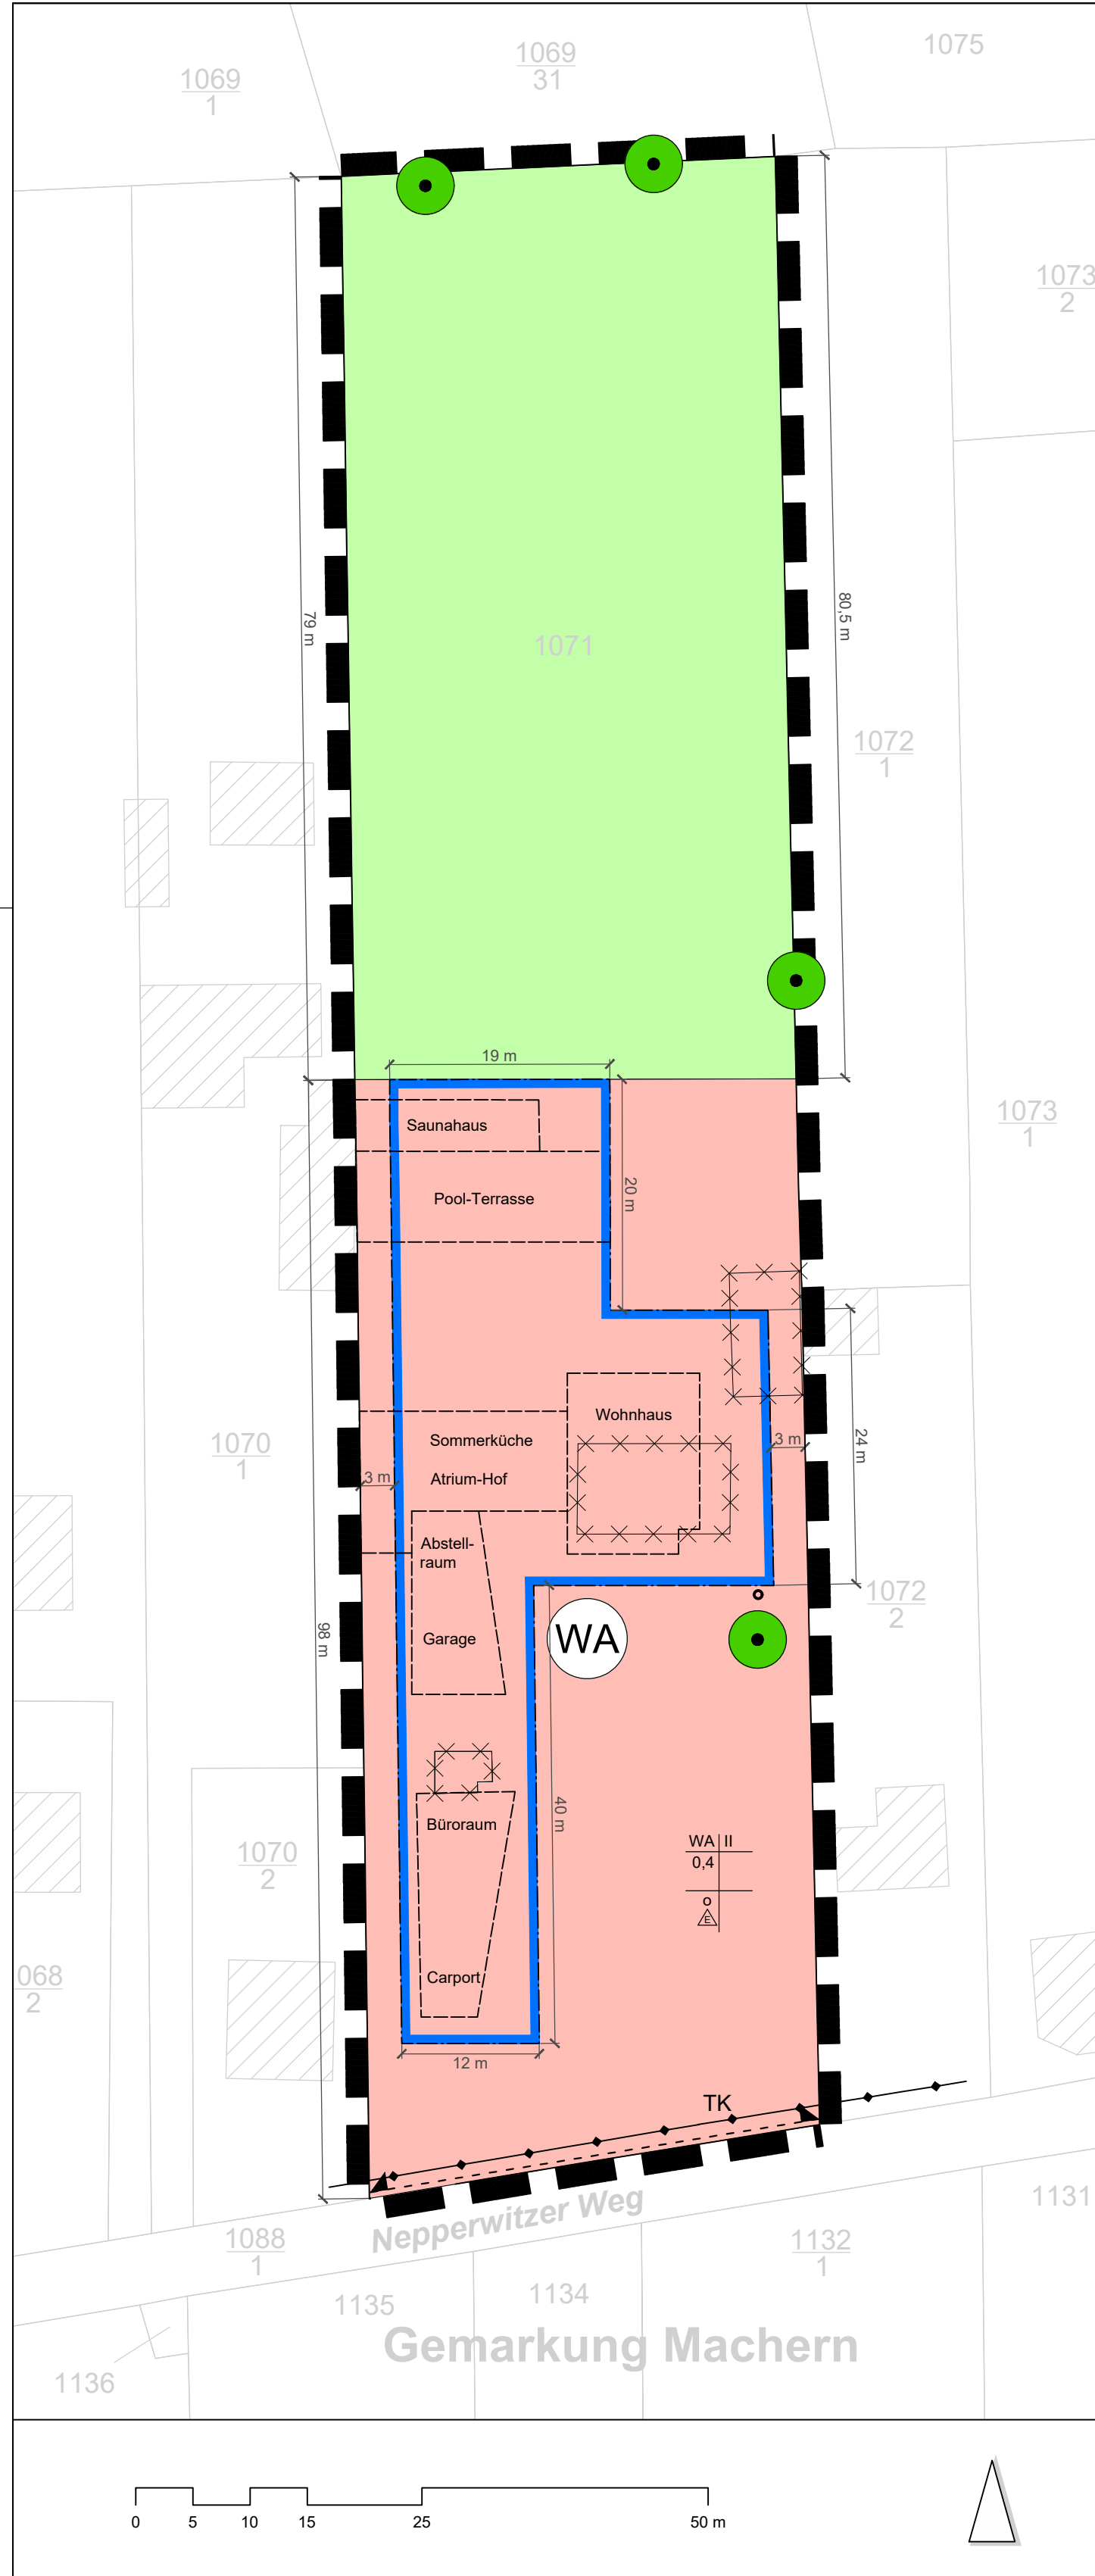 1069
1
1069
31
1075
1073
2
79 m
80,5 m
1071
1072
1
19 m
1073
1
Saunahaus
Pool-Terrasse
20 m
Wohnhaus
Sommerküche
Atrium-Hof
1070
1
3 m
3 m
24 m
Abstell-
raum
1072
2
Garage
WA
98 m
40 m
Büroraum
WA II
0,4
o
E
1070
2
Carport
068
2
12 m
TK
Nepperwitzer Weg
1088
1
1131
1132
1
1135
1134
Gemarkung Machern
1136
0 5 10 15 25 50 m